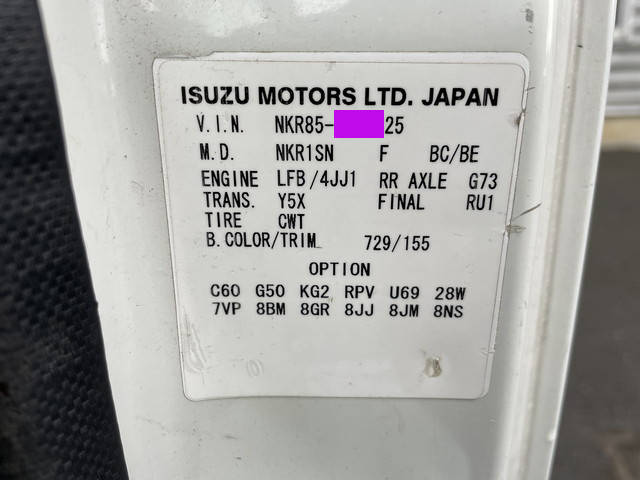 ISUZU MOTORS LTD. JAPAN
V.I.N. NKR85- 25
M.D. NKR1SN F BC/BE
ENGINE LFB/4JJ1 RR AXLE G73
TRANS. Y5X FINAL RU1
TIRE CWT
B.COLOR/TRIM 729/155
OPTION
C60 G50 KG2 RPV U69 28W
7VP 8BM 8GR 8JJ 8JM 8NS